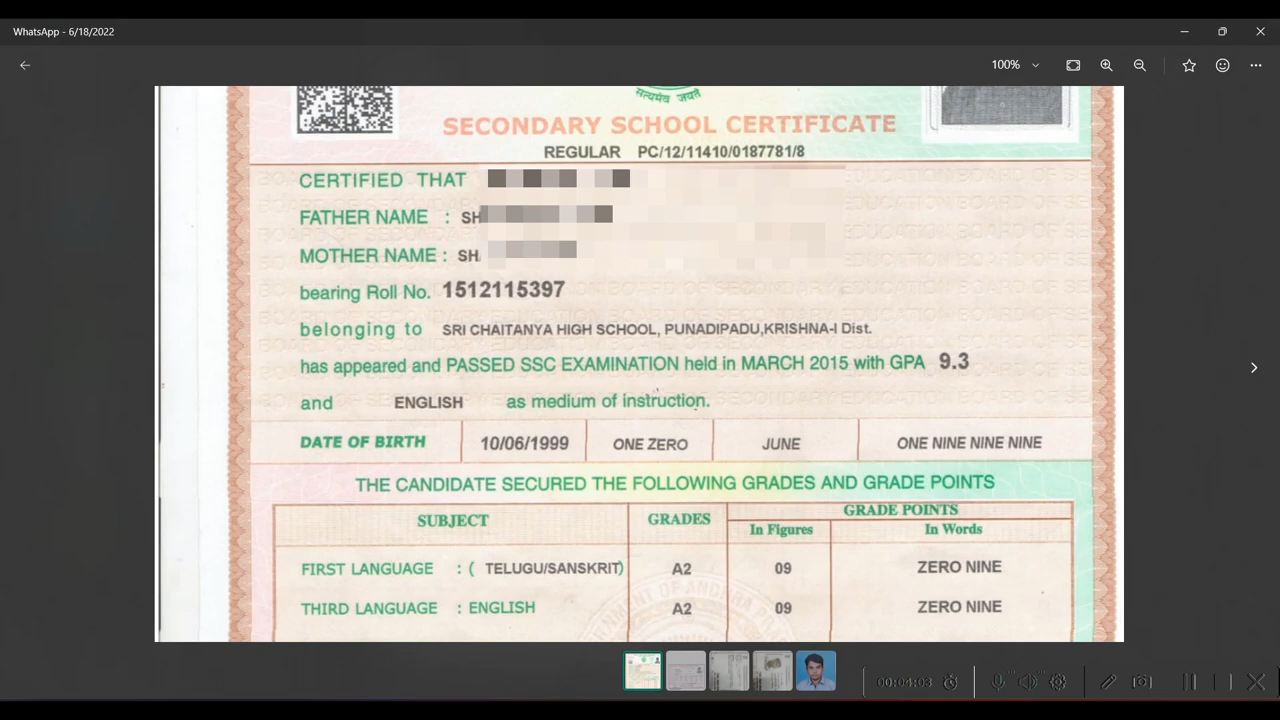 WhatsApp - 6/18/2022
100%
सत्यमेव जयते
SECONDARY SCHOOL CERTIFICATE
REGULAR PC/12/11410/0187781/8
CERTIFIED THAT
FATHER NAME : SH
MOTHER NAME : SH
bearing Roll No. 1512115397
belonging to SRI CHAITANYA HIGH SCHOOL, PUNADIPADU,KRISHNA-I Dist.
has appeared and PASSED SSC EXAMINATION held in MARCH 2015 with GPA 9.3
and ENGLISH as medium of instruction.
DATE OF BIRTH 10/06/1999 ONE ZERO JUNE ONE NINE NINE NINE
THE CANDIDATE SECURED THE FOLLOWING GRADES AND GRADE POINTS
SUBJECT GRADES GRADE POINTS
In Figures In Words
FIRST LANGUAGE : ( TELUGU/SANSKRIT) A2 09 ZERO NINE
THIRD LANGUAGE : ENGLISH A2 09 ZERO NINE
00:04:03